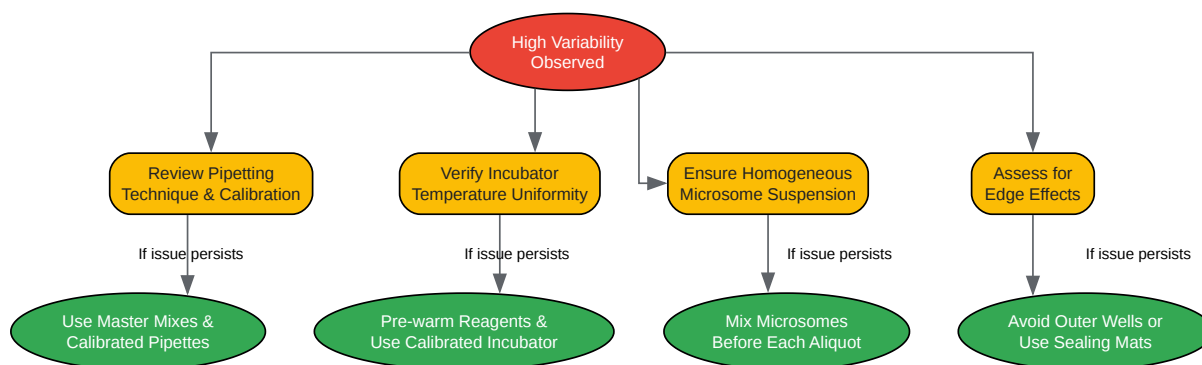 High Variability
Observed
Review Pipetting
Technique & Calibration
Verify Incubator
Temperature Uniformity
Ensure Homogeneous
Microsome Suspension
Assess for
Edge Effects
If issue persists
If issue persists
If issue persists
If issue persists
Use Master Mixes &
Calibrated Pipettes
Pre-warm Reagents &
Use Calibrated Incubator
Mix Microsomes
Before Each Aliquot
Avoid Outer Wells or
Use Sealing Mats